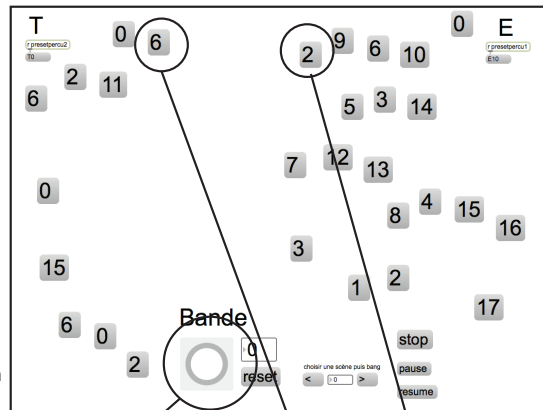 T 0 6 2 9 6 10 0 E
r presetpercu2 r presetpercu1
T0 E10
6 2 11 5 3 14
7 12 13
0 8 4 15 16
3
15 1 2 17
6 0 2
Bande
0
reset
choisir une scène puis bang
< 0 >
stop
pause
resume